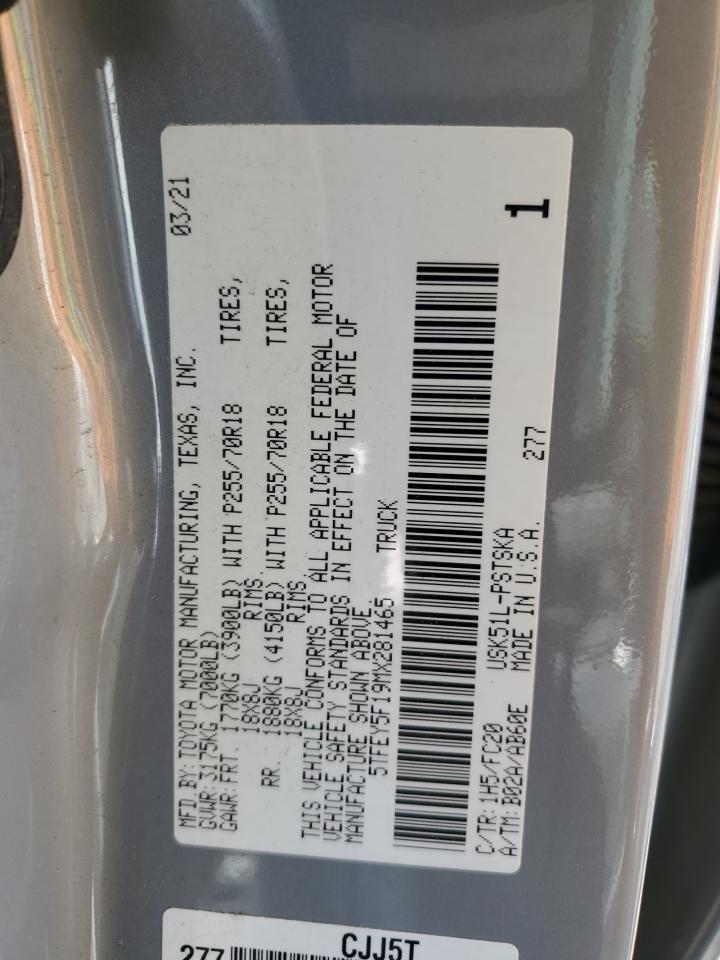 MFD.BY:TOYOTA MOTOR MANUFACTURING, TEXAS, INC. 03/21
GVWR:3175KG (7000LB)
GAWR:FRT. 1770KG (3900LB) WITH P255/70R18 TIRES,
18X8J RIMS.
RR. 1880KG (4150LB) WITH P255/70R18 TIRES,
18X8J RIMS
THIS VEHICLE CONFORMS TO ALL APPLICABLE FEDERAL MOTOR
VEHICLE SAFETY STANDARDS IN EFFECT ON THE DATE OF
MANUFACTURE SHOWN ABOVE
5TFEY5F19MX281465 TRUCK
C/TR:1H5/FC20 USK51L-PSTSKA
A/TM:B02A/AB60E MADE IN U.S.A. 277
1
CJJ5T
277